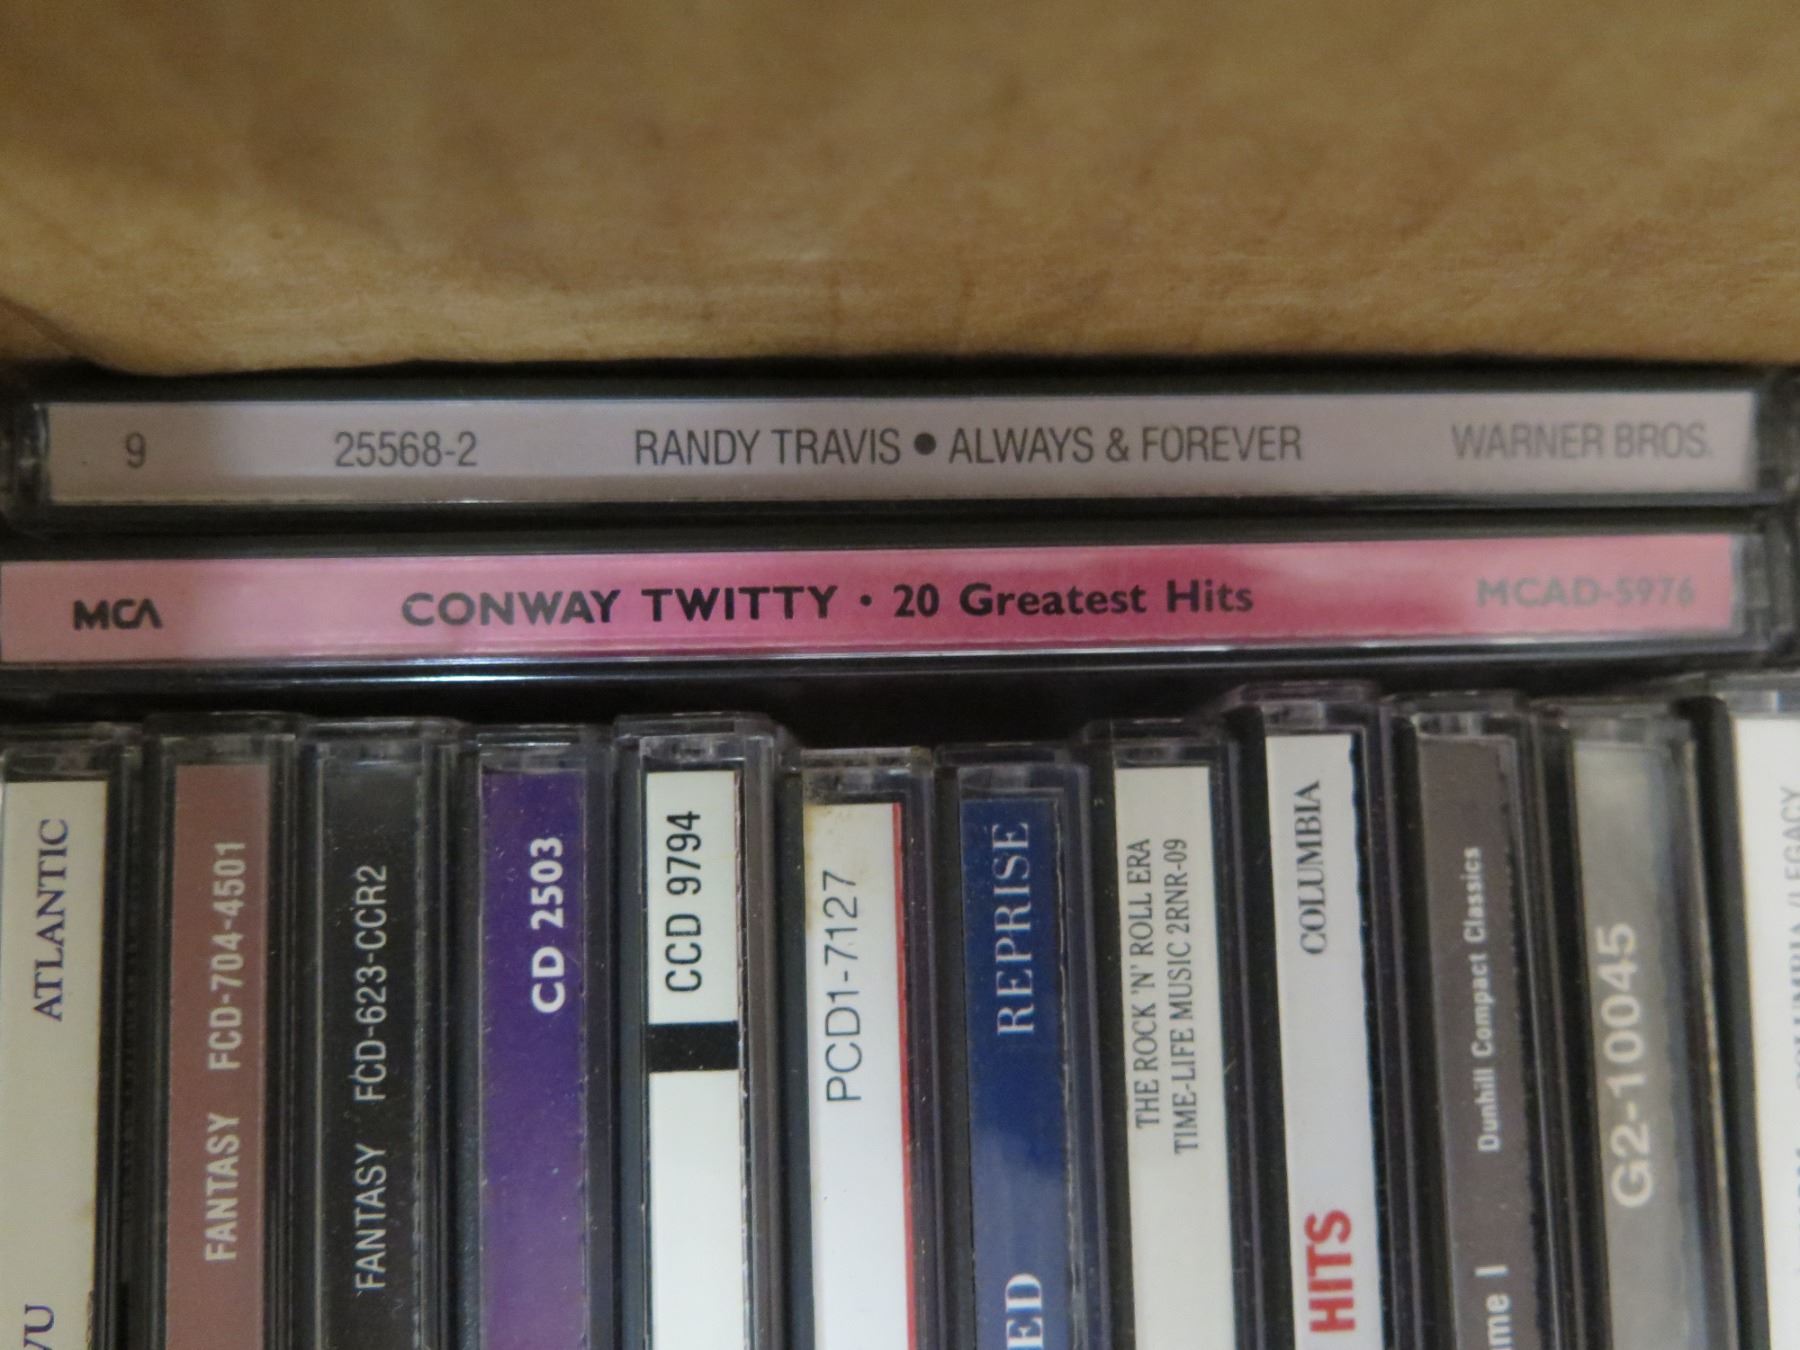 9 25568-2 RANDY TRAVIS • ALWAYS & FOREVER WARNER BROS.
MCA CONWAY TWITTY • 20 Greatest Hits MCAD-5976
ATLANTIC
FANTASY FCD-704-4501
FANTASY FCD-623-CCR2
CD 2503
CCD 9794
PCD1-7127
REPRISE
THE ROCK 'N' ROLL ERA
TIME-LIFE MUSIC 2RNR-09
HITS COLUMBIA
Dunhill Compact Classics
G2-10045
COLUMBIA/LEGACY